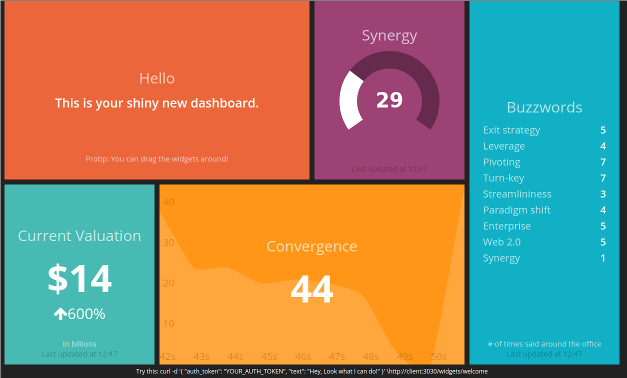 Hello
This is your shiny new dashboard.
Protip: You can drag the widgets around!
Synergy
29
Last updated at 12:47
Buzzwords
Exit strategy 5
Leverage 4
Pivoting 7
Turn-key 7
Streamlininess 3
Paradigm shift 4
Enterprise 5
Web 2.0 5
Synergy 1
# of times said around the office
Last updated at 12:47
Current Valuation
$14
600%
In billions
Last updated at 12:47
Convergence
44
40
30
20
10
42s 43s 44s 45s 46s 47s 48s 49s 50s
Try this: curl -d '{ "auth_token": "YOUR_AUTH_TOKEN", "text": "Hey, Look what I can do!" }' \http://client:3030/widgets/welcome